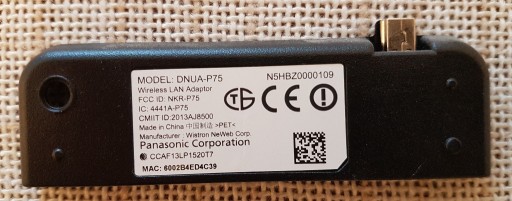 MODEL: DNUA-P75 N5HBZ0000109
Wireless LAN Adaptor
FCC ID: NKR-P75
IC: 4441A-P75
CMIIT ID:2013AJ8500
Made in China 中国制造 >PET<
Manufacturer : Wistron NeWeb Corp.
Panasonic Corporation
CCAF13LP1520T7
MAC: 6002B4ED4C39
CE